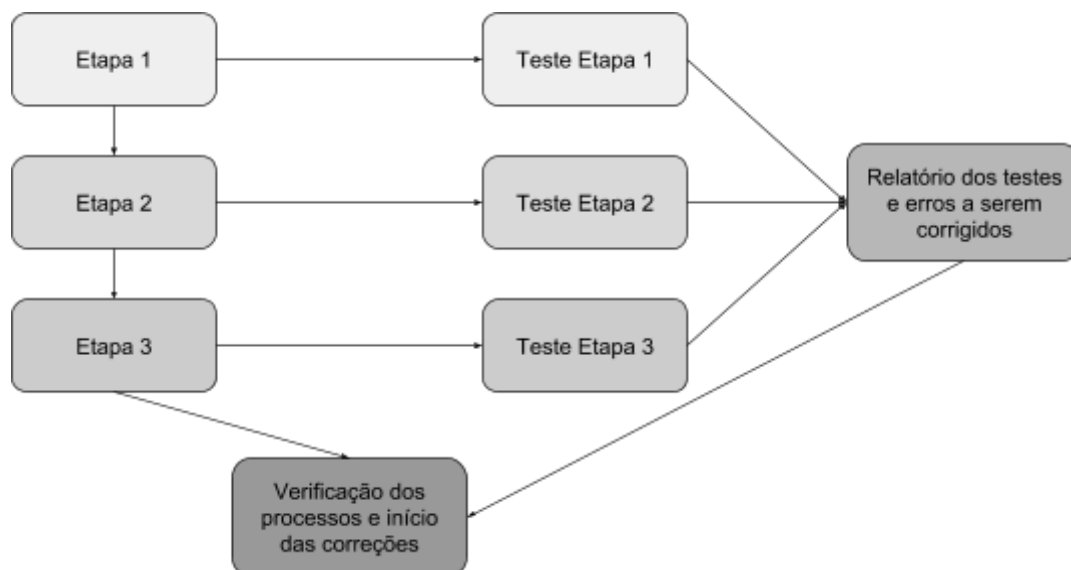 Etapa 1
Teste Etapa 1
Etapa 2
Teste Etapa 2
Relatório dos testes
e erros a serem
corrigidos
Etapa 3
Teste Etapa 3
Verificação dos
processos e início
das correções